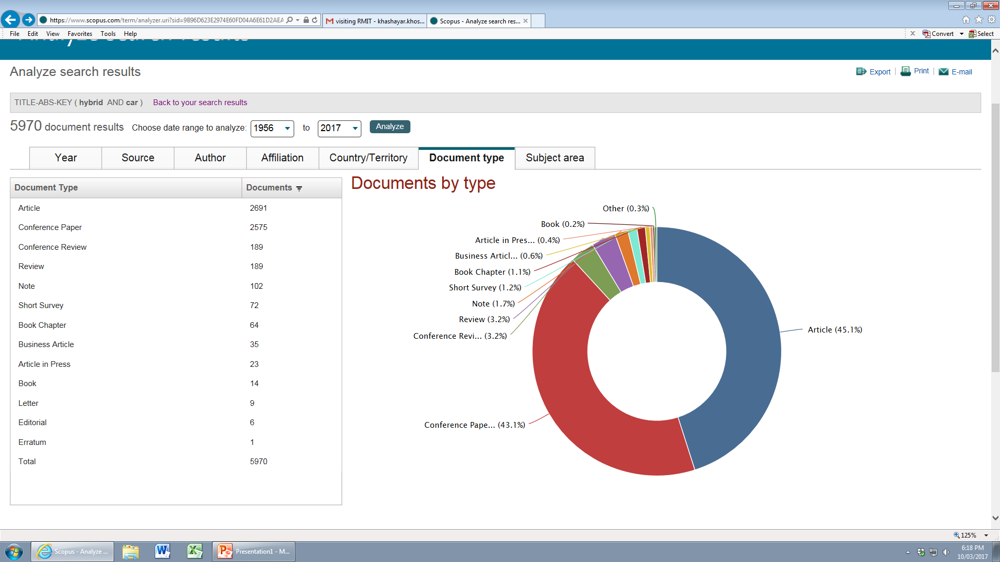 https://www.scopus.com/term/analyzer.uri?sid=9B96D623E2974E60FD04A6E61D2AEA
visiting RMIT - khashayar.khos...
Scopus - Analyze search res...
File Edit View Favorites Tools Help
Convert Select
Analyze search results
Analyze search results
Export | Print | E-mail
TITLE-ABS-KEY ( hybrid AND car ) Back to your search results
5970 document results Choose date range to analyze: 1956 to 2017 Analyze
Year Source Author Affiliation Country/Territory Document type Subject area
Document Type Documents
Article 2691
Conference Paper 2575
Conference Review 189
Review 189
Note 102
Short Survey 72
Book Chapter 64
Business Article 35
Article in Press 23
Book 14
Letter 9
Editorial 6
Erratum 1
Total 5970
Documents by type
Other (0.3%)
Book (0.2%)
Article in Pres... (0.4%)
Business Articl... (0.6%)
Book Chapter (1.1%)
Short Survey (1.2%)
Note (1.7%)
Review (3.2%)
Conference Revi... (3.2%)
Article (45.1%)
Conference Pape... (43.1%)
125%
Scopus - Analyze ...
Presentation1 - M...
6:18 PM
10/03/2017